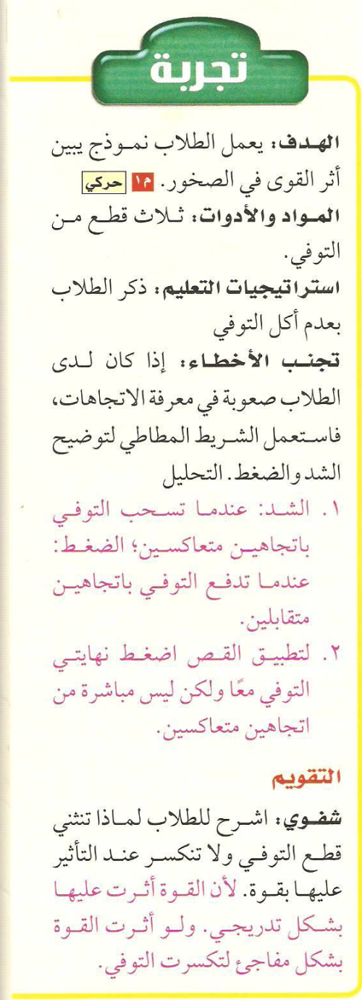 تجربة
الهدف: يعمل الطلاب نموذج يبين
أثر القوى في الصخور. م١ حركي
المواد والأدوات: ثلاث قطع من
التوفي.
استراتيجيات التعليم: ذكر الطلاب
بعدم أكل التوفي
تجنب الأخطاء: إذا كان لدى
الطلاب صعوبة في معرفة الاتجاهات،
فاستعمل الشريط المطاطي لتوضيح
الشد والضغط. التحليل
١. الشد: عندما تسحب التوفي
باتجاهين متعاكسين؛ الضغط:
عندما تدفع التوفي باتجاهين
متقابلين.
٢. لتطبيق القص اضغط نهايتي
التوفي معًا ولكن ليس مباشرة من
اتجاهين متعاكسين.
التقويم
شفوي: اشرح للطلاب لماذا تنثني
قطع التوفي ولا تنكسر عند التأثير
عليها بقوة. لأن القوة أثرت عليها
بشكل تدريجي. ولو أثرت القوة
بشكل مفاجئ لتكسرت التوفي.